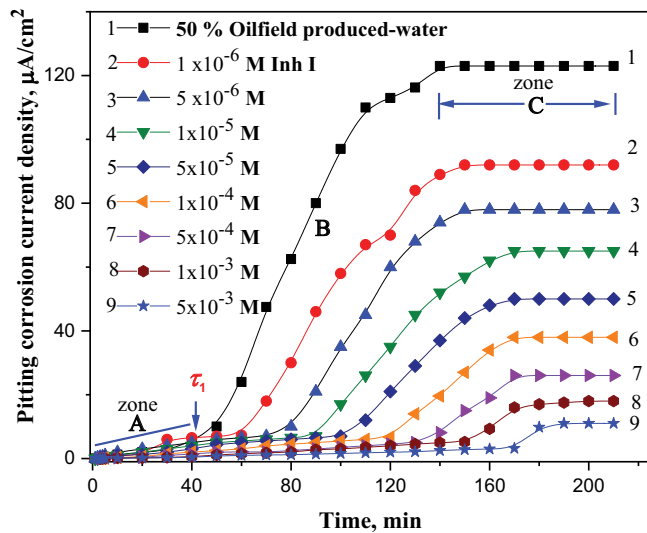 Pitting corrosion current density, µA/cm²
120
80
40
0
1 50 % Oilfield produced-water
2 1 x10⁻⁶ M Inh I
3 5 x10⁻⁶ M
4 1x10⁻⁵ M
5 5x10⁻⁵ M
6 1x10⁻⁴ M
7 5x10⁻⁴ M
8 1x10⁻³ M
9 5x10⁻³ M
1
zone
C
2
B
3
4
5
τ₁
6
zone
A
7
8
9
0 40 80 120 160 200
Time, min